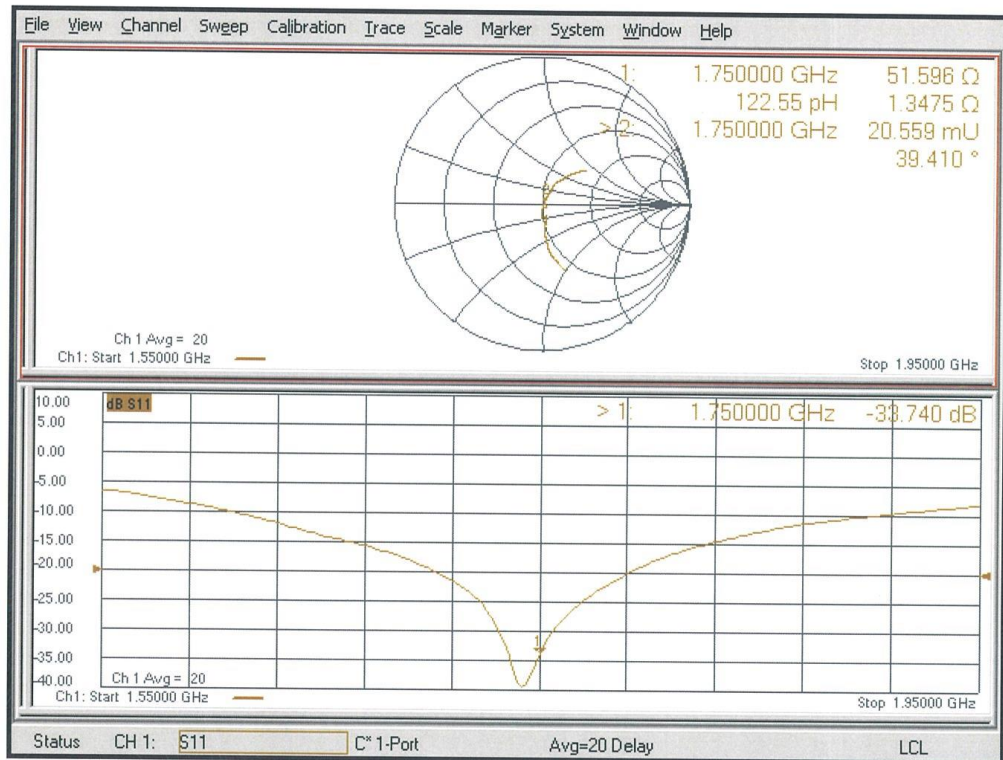 File View Channel Sweep Calibration Trace Scale Marker System Window Help
1: 1.750000 GHz 51.596 Ω
122.55 pH 1.3475 Ω
> 2: 1.750000 GHz 20.559 mU
39.410 °
Ch 1 Avg = 20
Ch1: Start 1.55000 GHz
Stop 1.95000 GHz
dB S11
> 1: 1.750000 GHz -33.740 dB
10.00
5.00
0.00
-5.00
-10.00
-15.00
-20.00
-25.00
-30.00
-35.00
-40.00
1
Ch 1 Avg = 20
Ch1: Start 1.55000 GHz
Stop 1.95000 GHz
Status CH 1: S11 C* 1-Port Avg=20 Delay LCL